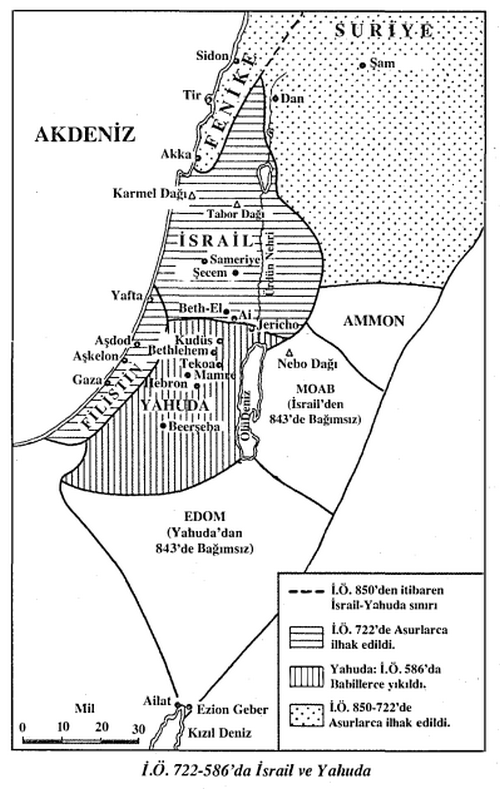 SURİYE
Sidon
Şam
Tir
FENİKE
Dan
AKDENİZ
Akka
Karmel Dağı
Tabor Dağı
İSRAİL
Ürdün Nehri
Sameriye
Şecem
Yafta
Beth-El
Ai
Jericho
AMMON
Aşdod
Kudüs
Aşkelon
Bethlehem
Nebo Dağı
Tekoa
Gaza
Mamre
Hebron
FİLİSTİN
MOAB
(İsrail'den
843'de Bağımsız)
YAHUDA
Ölü Deniz
Beerşeba
EDOM
(Yahuda'dan
843'de Bağımsız)
İ.Ö. 850'den itibaren
İsrail-Yahuda sınırı
İ.Ö. 722'de Asurlarca
ilhak edildi.
Yahuda: İ.Ö. 586'da
Babillerce yıkıldı.
İ.Ö. 850-722'de
Asurlarca ilhak edildi.
Ailat
Ezion Geber
Kızıl Deniz
Mil
0 10 20 30
İ.Ö. 722-586'da İsrail ve Yahuda